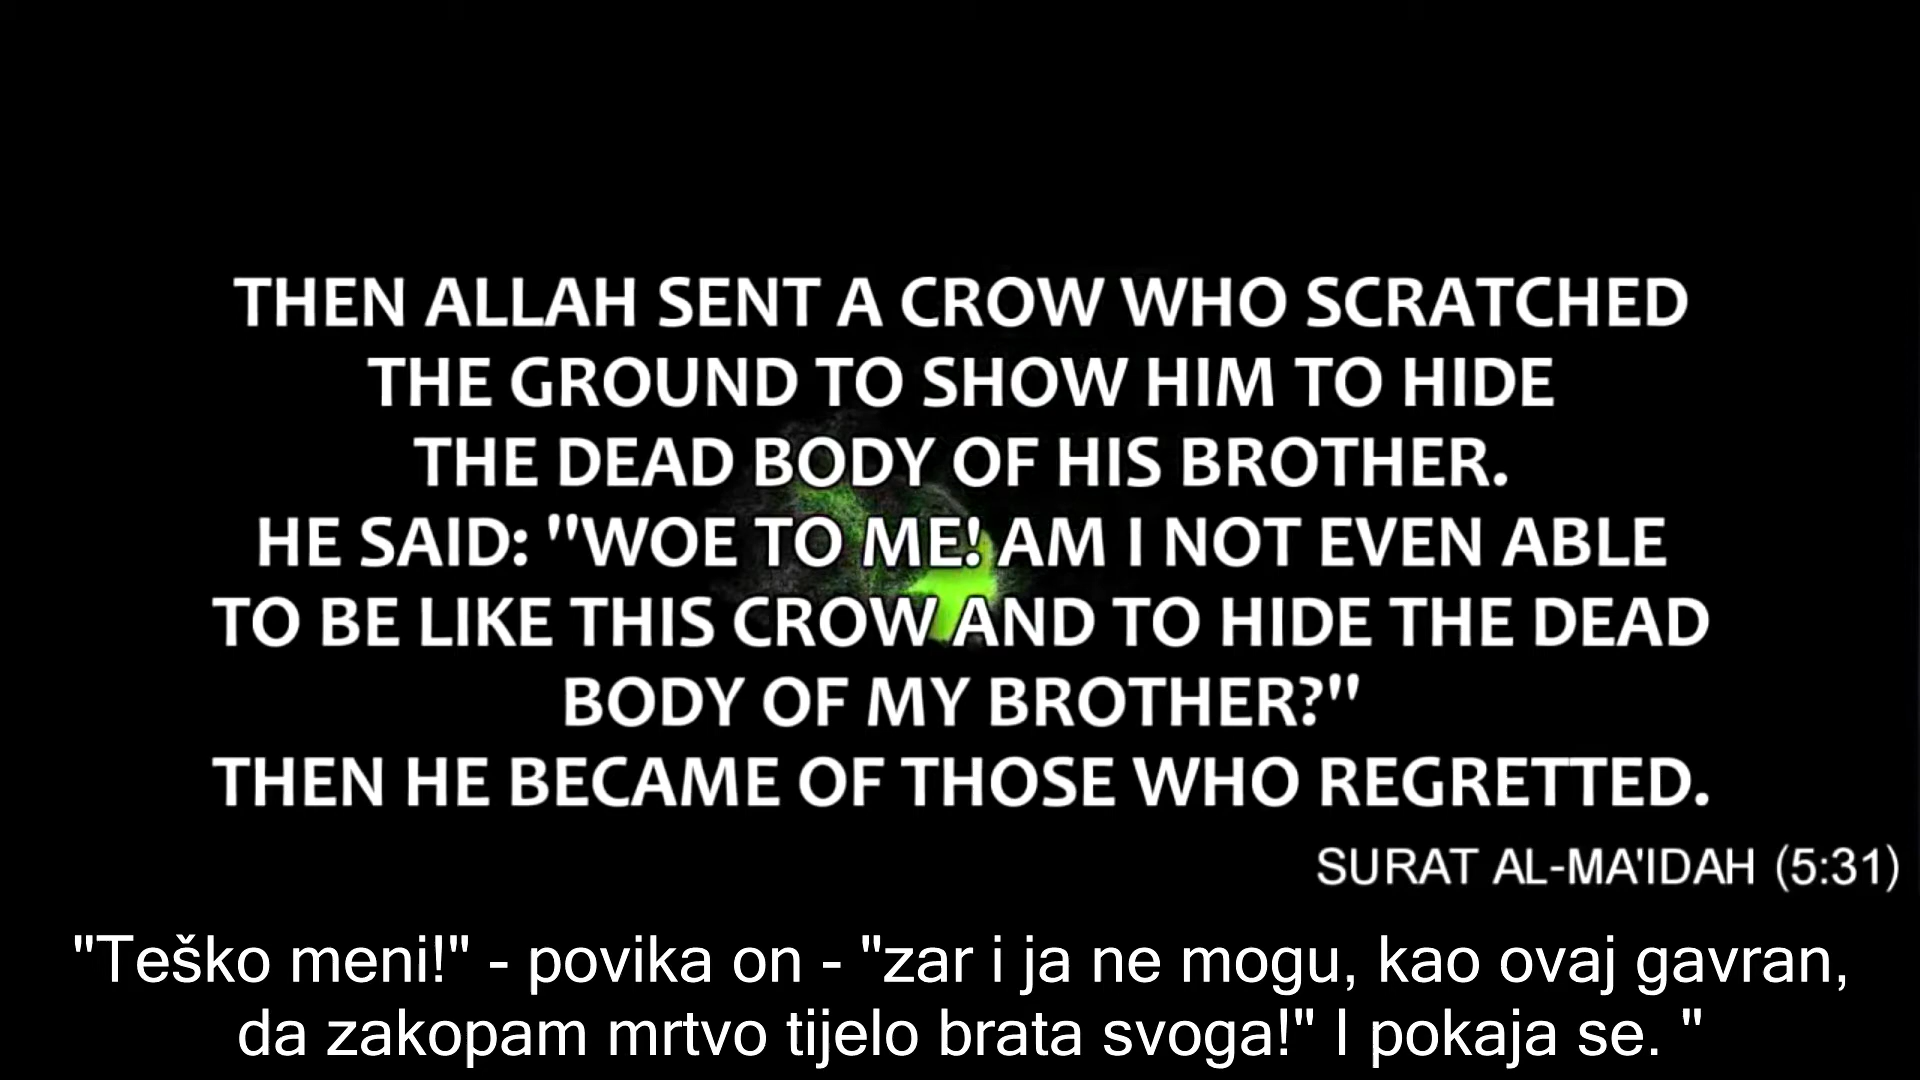 THEN ALLAH SENT A CROW WHO SCRATCHED
THE GROUND TO SHOW HIM TO HIDE
THE DEAD BODY OF HIS BROTHER.
HE SAID: "WOE TO ME! AM I NOT EVEN ABLE
TO BE LIKE THIS CROW AND TO HIDE THE DEAD
BODY OF MY BROTHER?"
THEN HE BECAME OF THOSE WHO REGRETTED.
SURAT AL-MA'IDAH (5:31)
"Teško meni!" - povika on - "zar i ja ne mogu, kao ovaj gavran,
da zakopam mrtvo tijelo brata svoga!" I pokaja se. "